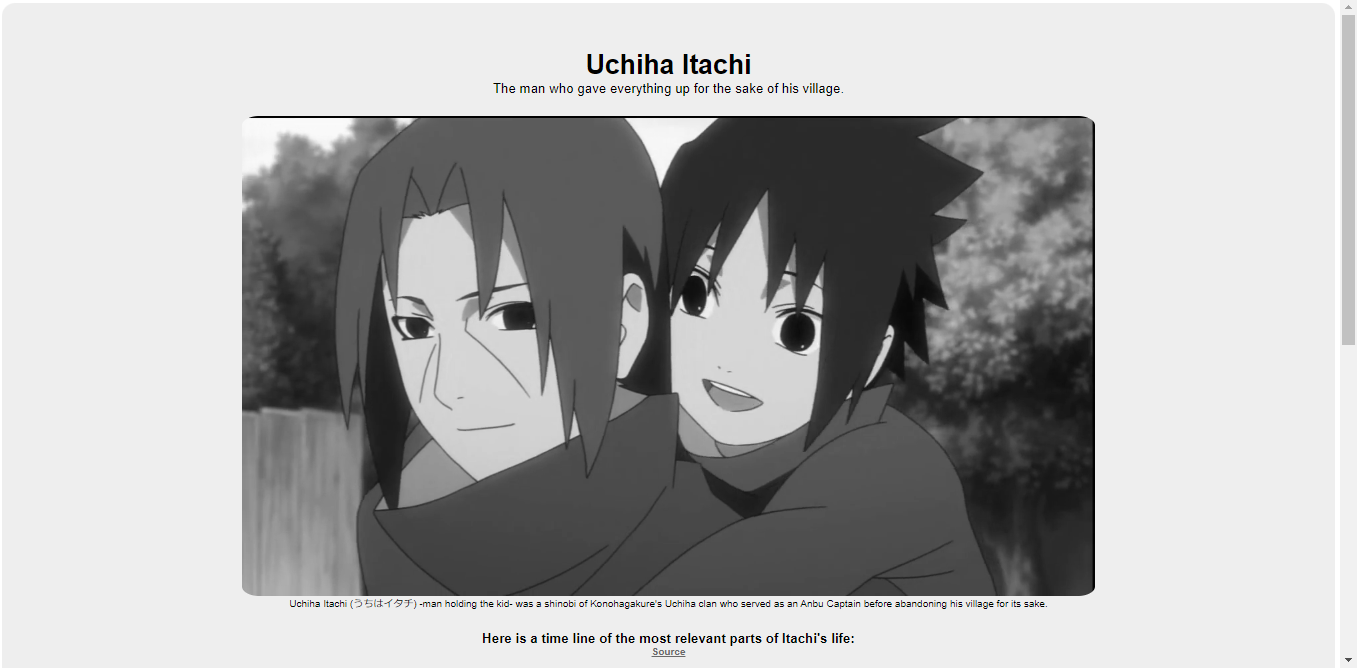 Uchiha Itachi
The man who gave everything up for the sake of his village.
Uchiha Itachi (うちはイタチ) -man holding the kid- was a shinobi of Konohagakure's Uchiha clan who served as an Anbu Captain before abandoning his village for its sake.
Here is a time line of the most relevant parts of Itachi's life:
Source